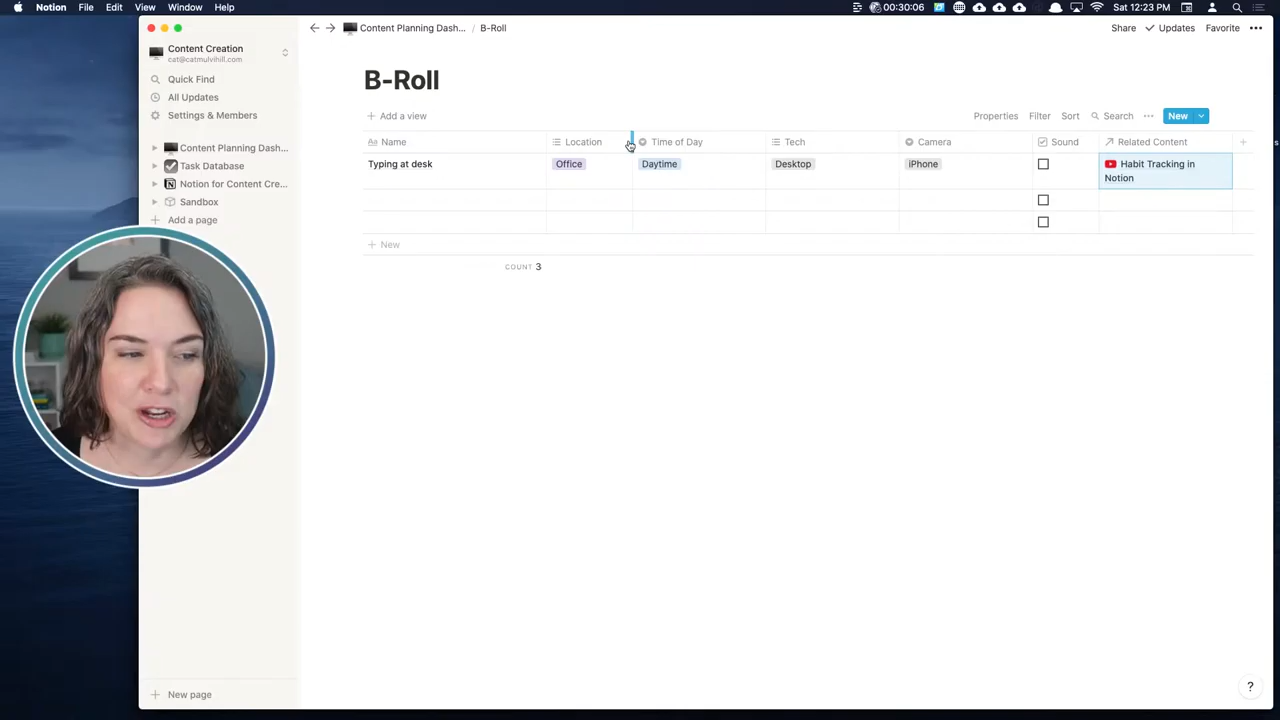 Notion File Edit View Window Help
00:30:06
Sat 12:23 PM
Content Creation
cat@catmulvihill.com
Quick Find
All Updates
Settings & Members
Content Planning Dash...
Task Database
Notion for Content Cre...
Sandbox
Add a page
New page
Content Planning Dash... / B-Roll
Share Updates Favorite
B-Roll
Add a view
Properties Filter Sort Search New
Aa Name Location Time of Day Tech Camera Sound Related Content
Typing at desk Office Daytime Desktop iPhone Habit Tracking in
Notion
New
COUNT 3
?